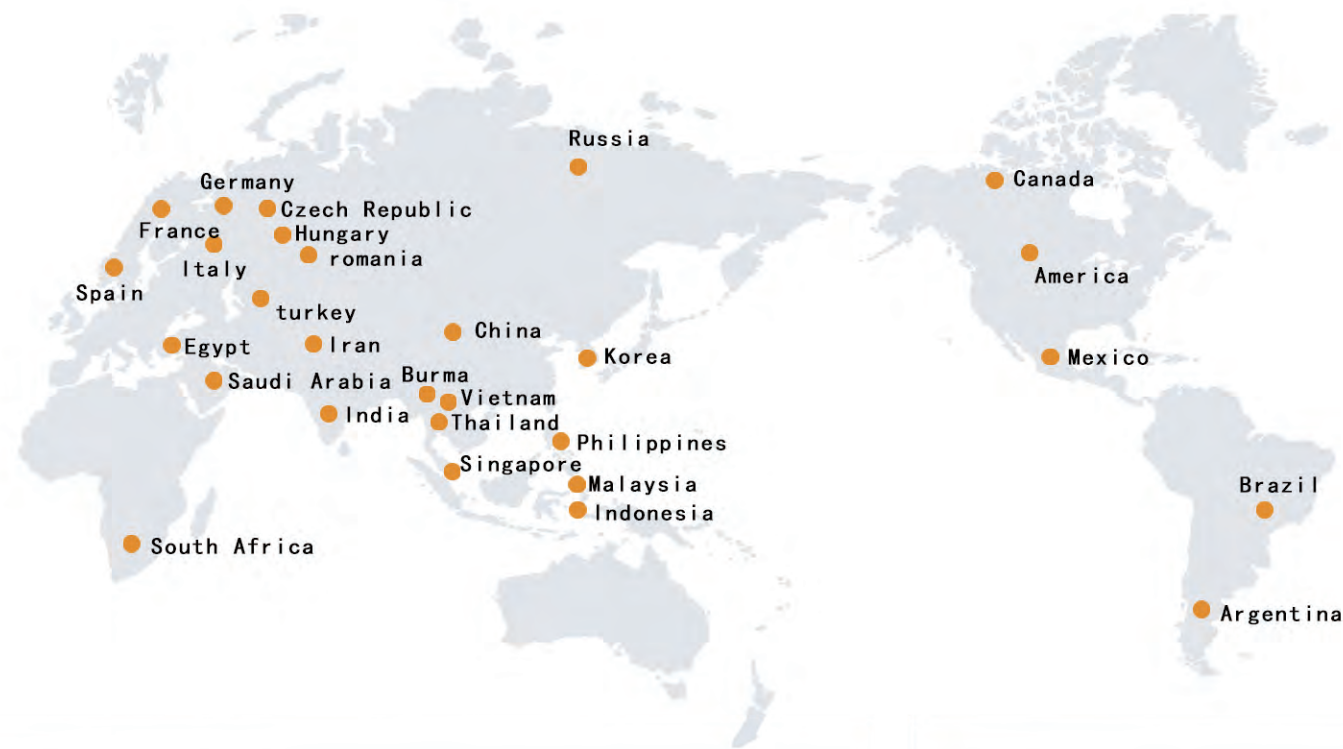 Russia
Canada
Germany
Czech Republic
France
Hungary
Italy
romania
America
Spain
turkey
China
Egypt
Iran
Korea
Mexico
Saudi Arabia
Burma
Vietnam
India
Thailand
Philippines
Singapore
Malaysia
Brazil
Indonesia
South Africa
Argentina